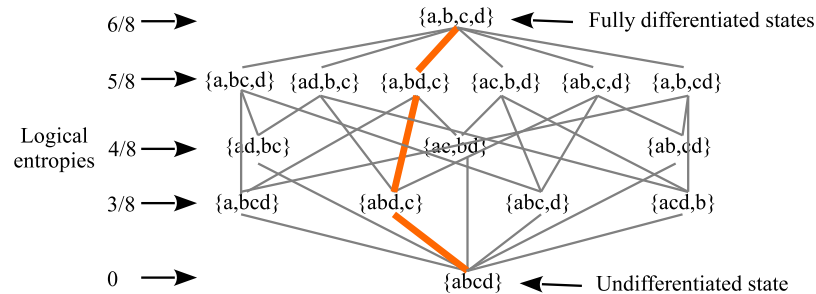 6/8 {a,b,c,d} Fully differentiated states
5/8 {a,bc,d} {ad,b,c} {a,bd,c} {ac,b,d} {ab,c,d} {a,b,cd}
Logical
entropies
4/8 {ad,bc} {ac,bd} {ab,cd}
3/8 {a,bcd} {abd,c} {abc,d} {acd,b}
0 {abcd} Undifferentiated state